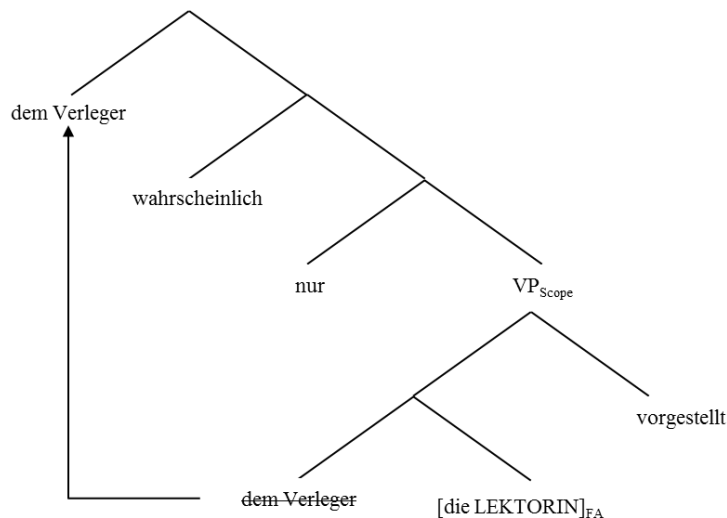 dem Verleger
wahrscheinlich
nur
VPScope
vorgestellt
dem Verleger
[die LEKTORIN]FA